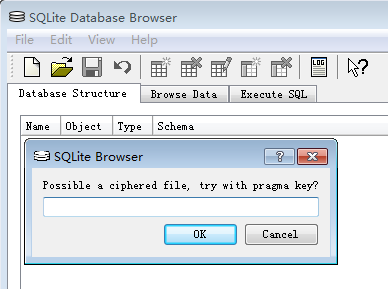 SQLite Database Browser
File Edit View Help
LOG
Database Structure Browse Data Execute SQL
Name Object Type Schema
SQLite Browser
Possible a ciphered file, try with pragma key?
OK Cancel